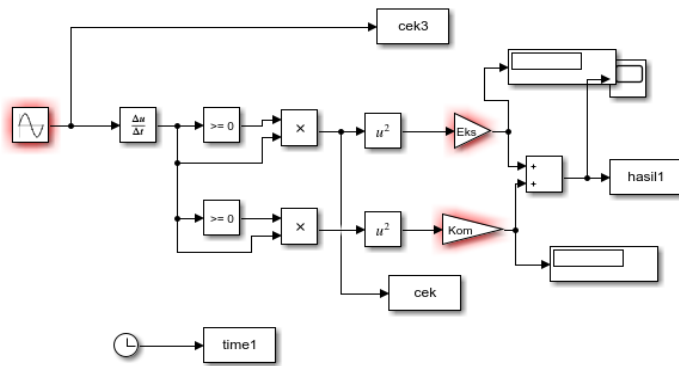 cek3
Δu
Δt
>= 0
×
u²
Eks
+
+
hasil1
>= 0
×
u²
Kom
cek
time1